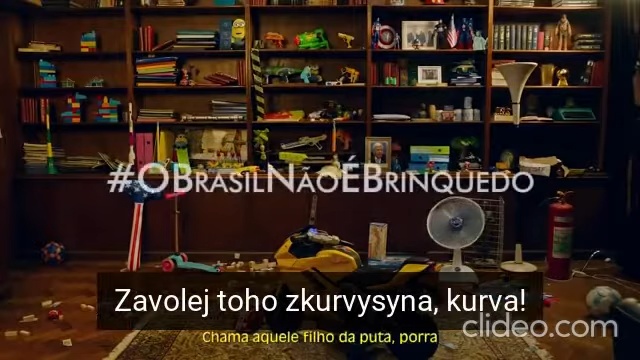 #OBrasilNãoÉBrinquedo
Zavolej toho zkurvysyna, kurva!
Chama aquele filho da puta, porra
clideo.com